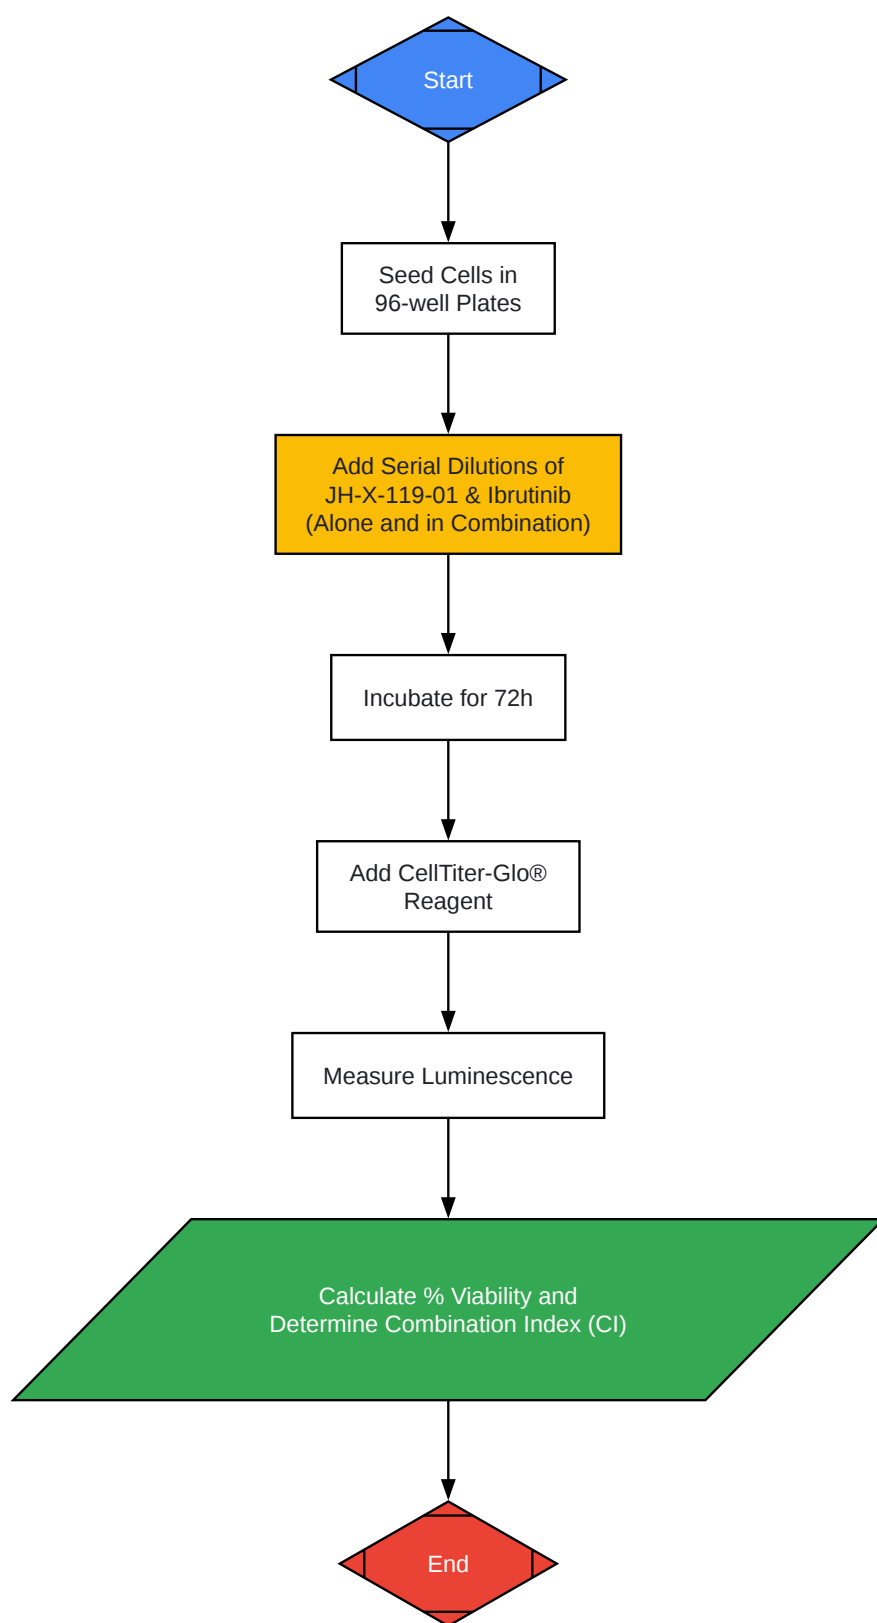 Start
Seed Cells in
96-well Plates
Add Serial Dilutions of
JH-X-119-01 & Ibrutinib
(Alone and in Combination)
Incubate for 72h
Add CellTiter-Glo®
Reagent
Measure Luminescence
Calculate % Viability and
Determine Combination Index (CI)
End